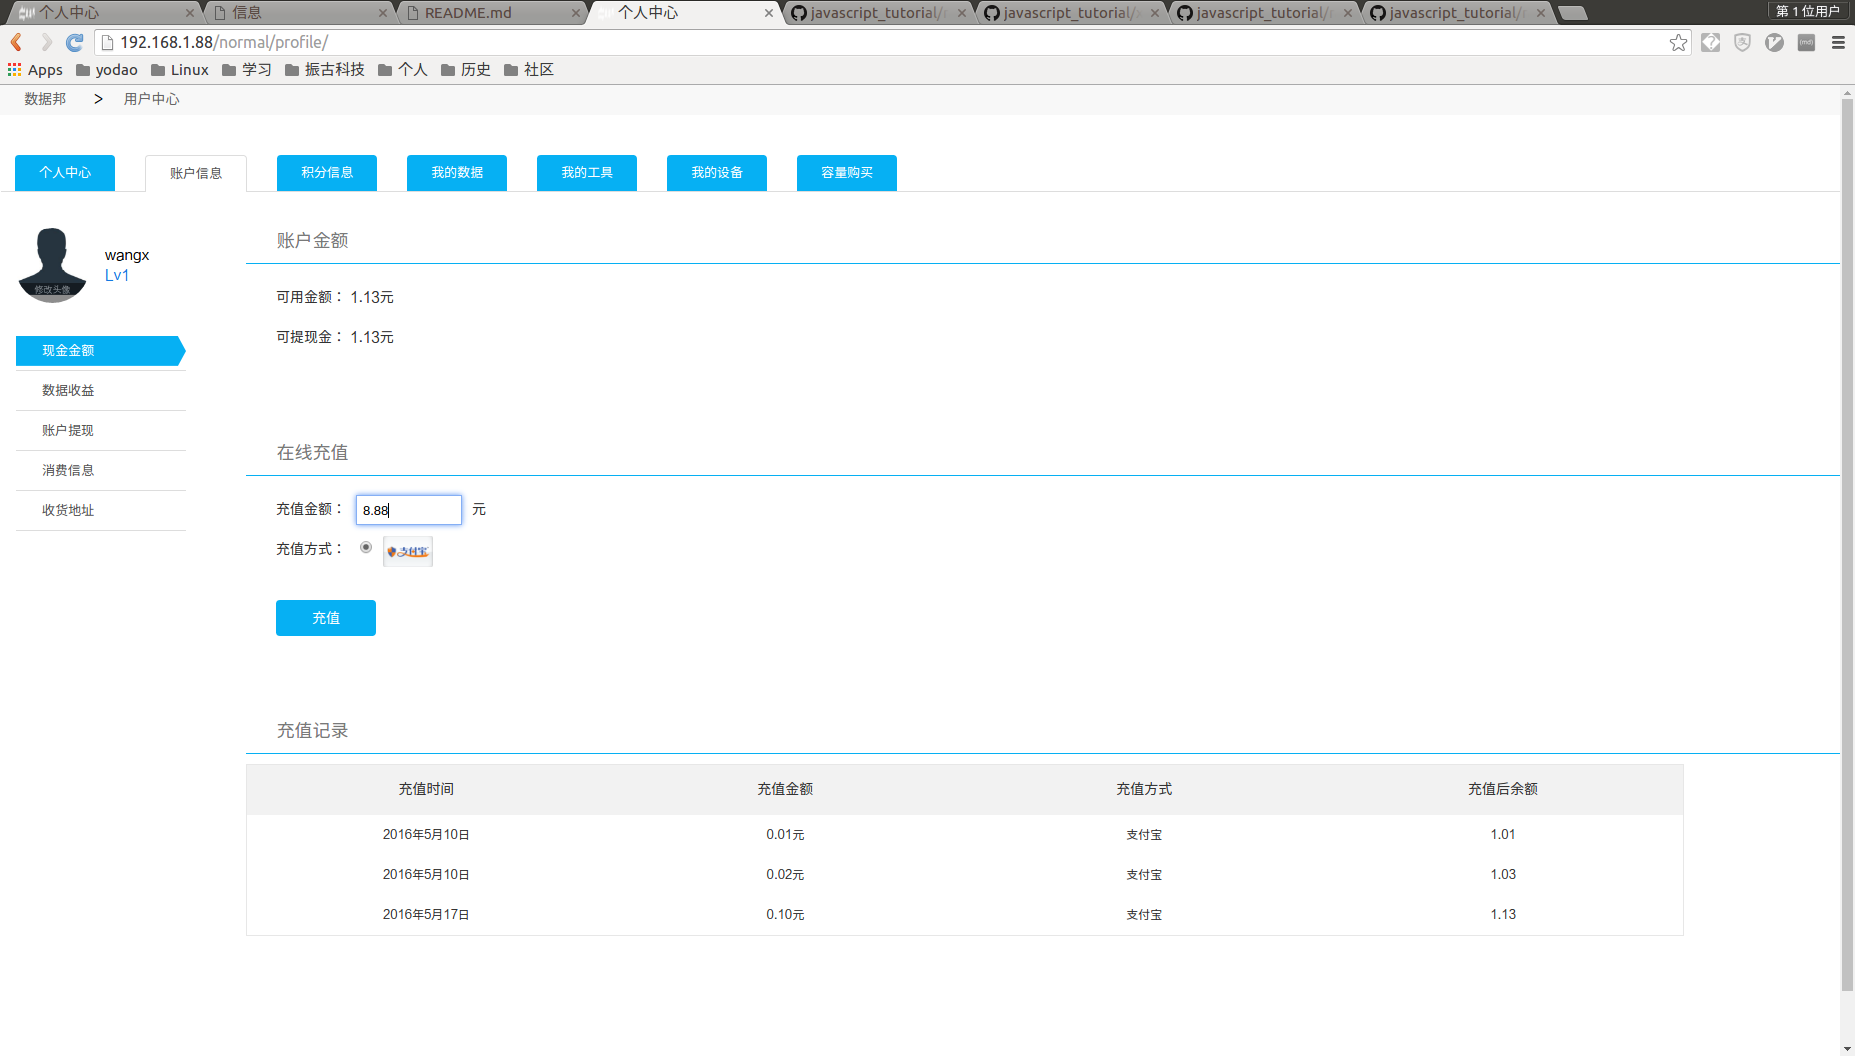 个人中心
信息
README.md
个人中心
javascript_tutorial/
javascript_tutorial/
javascript_tutorial/
javascript_tutorial/
第 1 位用户
192.168.1.88/normal/profile/
Apps yodao Linux 学习 振古科技 个人 历史 社区
数据邦 > 用户中心
个人中心 账户信息 积分信息 我的数据 我的工具 我的设备 容量购买
wangx
Lv1
修改头像
现金金额
数据收益
账户提现
消费信息
收货地址
账户金额
可用金额： 1.13元
可提现金： 1.13元
在线充值
充值金额： 8.88 元
充值方式： 支付宝
充值
充值记录
充值时间 充值金额 充值方式 充值后余额
2016年5月10日 0.01元 支付宝 1.01
2016年5月10日 0.02元 支付宝 1.03
2016年5月17日 0.10元 支付宝 1.13